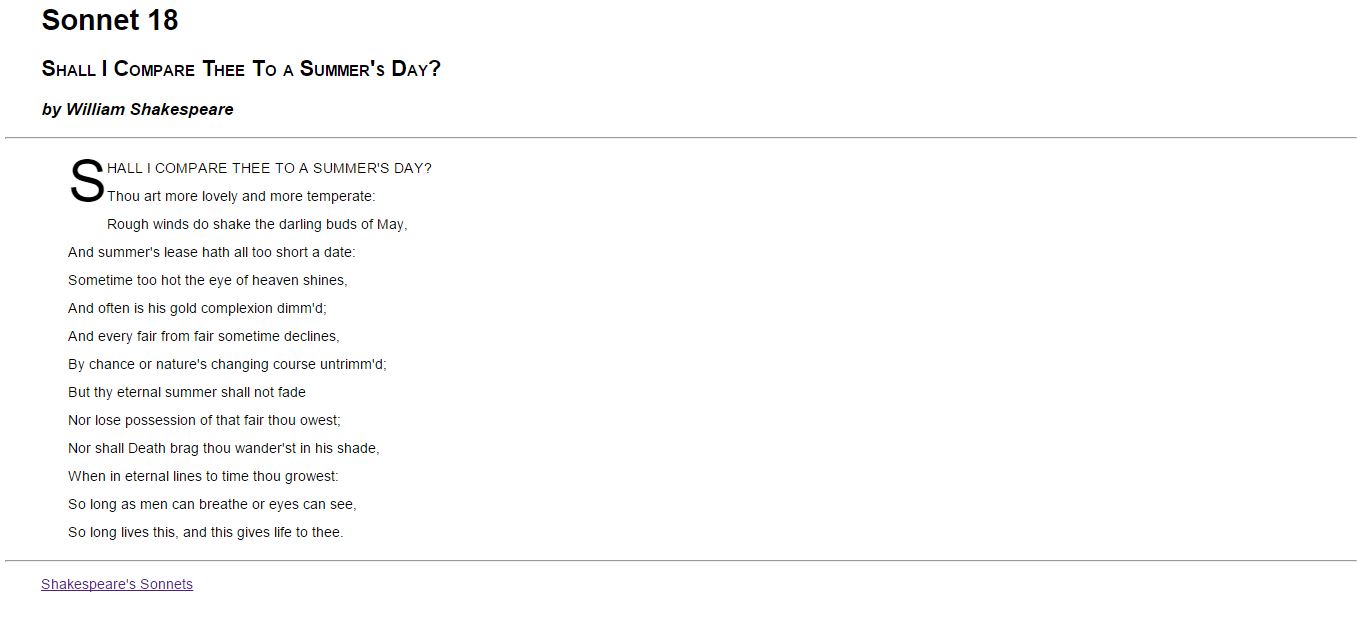 Sonnet 18
Shall I Compare Thee To a Summer's Day?
by William Shakespeare
SHALL I COMPARE THEE TO A SUMMER'S DAY?
Thou art more lovely and more temperate:
Rough winds do shake the darling buds of May,
And summer's lease hath all too short a date:
Sometime too hot the eye of heaven shines,
And often is his gold complexion dimm'd;
And every fair from fair sometime declines,
By chance or nature's changing course untrimm'd;
But thy eternal summer shall not fade
Nor lose possession of that fair thou owest;
Nor shall Death brag thou wander'st in his shade,
When in eternal lines to time thou growest:
So long as men can breathe or eyes can see,
So long lives this, and this gives life to thee.
Shakespeare's Sonnets